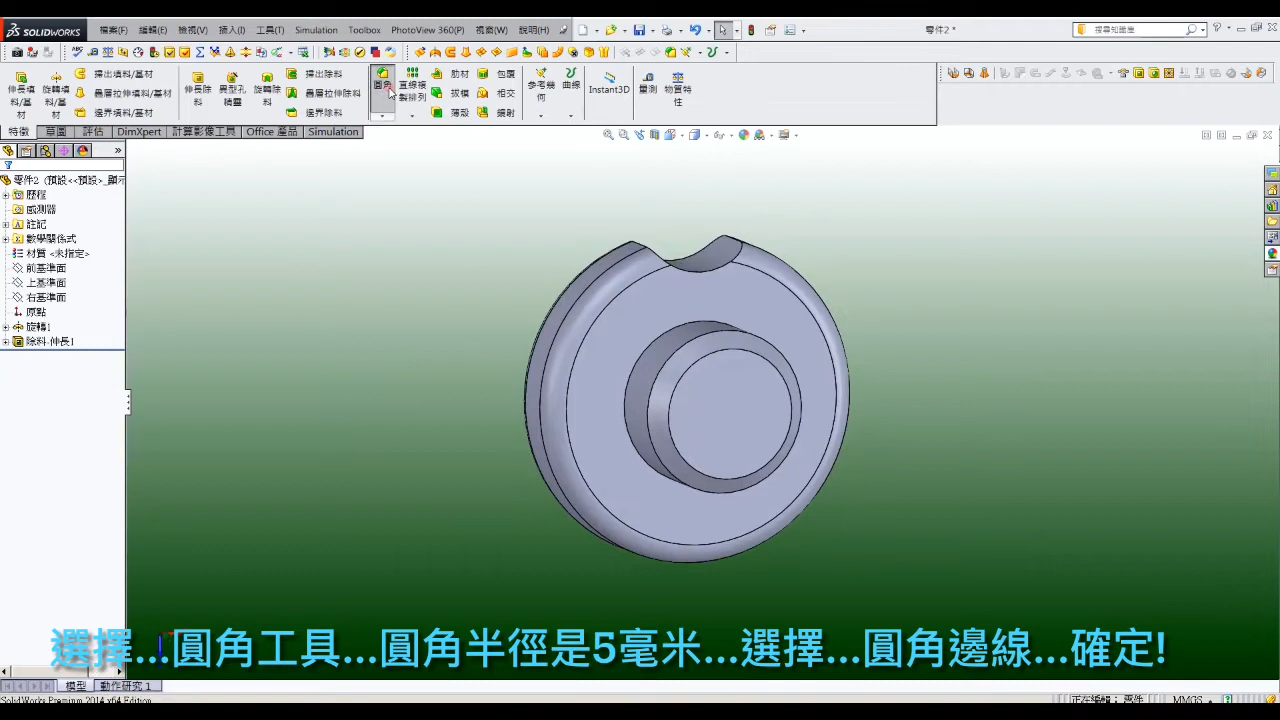 SOLIDWORKS 檔案(F) 編輯(E) 檢視(V) 插入(I) 工具(T) Simulation Toolbox PhotoView 360(P) 視窗(W) 說明(H) 零件2 * 搜尋知識庫
伸長填料/基材 旋轉填料/基材 掃出填料/基材 疊層拉伸填料/基材 邊界填料/基材 伸長除料 異型孔精靈 旋轉除料 掃出除料 疊層拉伸除料 邊界除料 圓角 直線複製排列 肋材 拔模 薄殼 包覆 相交 鏡射 參考幾何 曲線 Instant3D 量測 物質特性
特徵 草圖 評估 DimXpert 計算影像工具 Office 產品 Simulation
零件2 (預設<<預設>_顯示
歷程
感測器
註記
數學關係式
材質 <未指定>
前基準面
上基準面
右基準面
原點
旋轉1
除料-伸長1
選擇...圓角工具...圓角半徑是5毫米...選擇...圓角邊線...確定!
模型 動作研究 1
SolidWorks Premium 2014 x64 Edition 正在編輯: 零件 MMGS